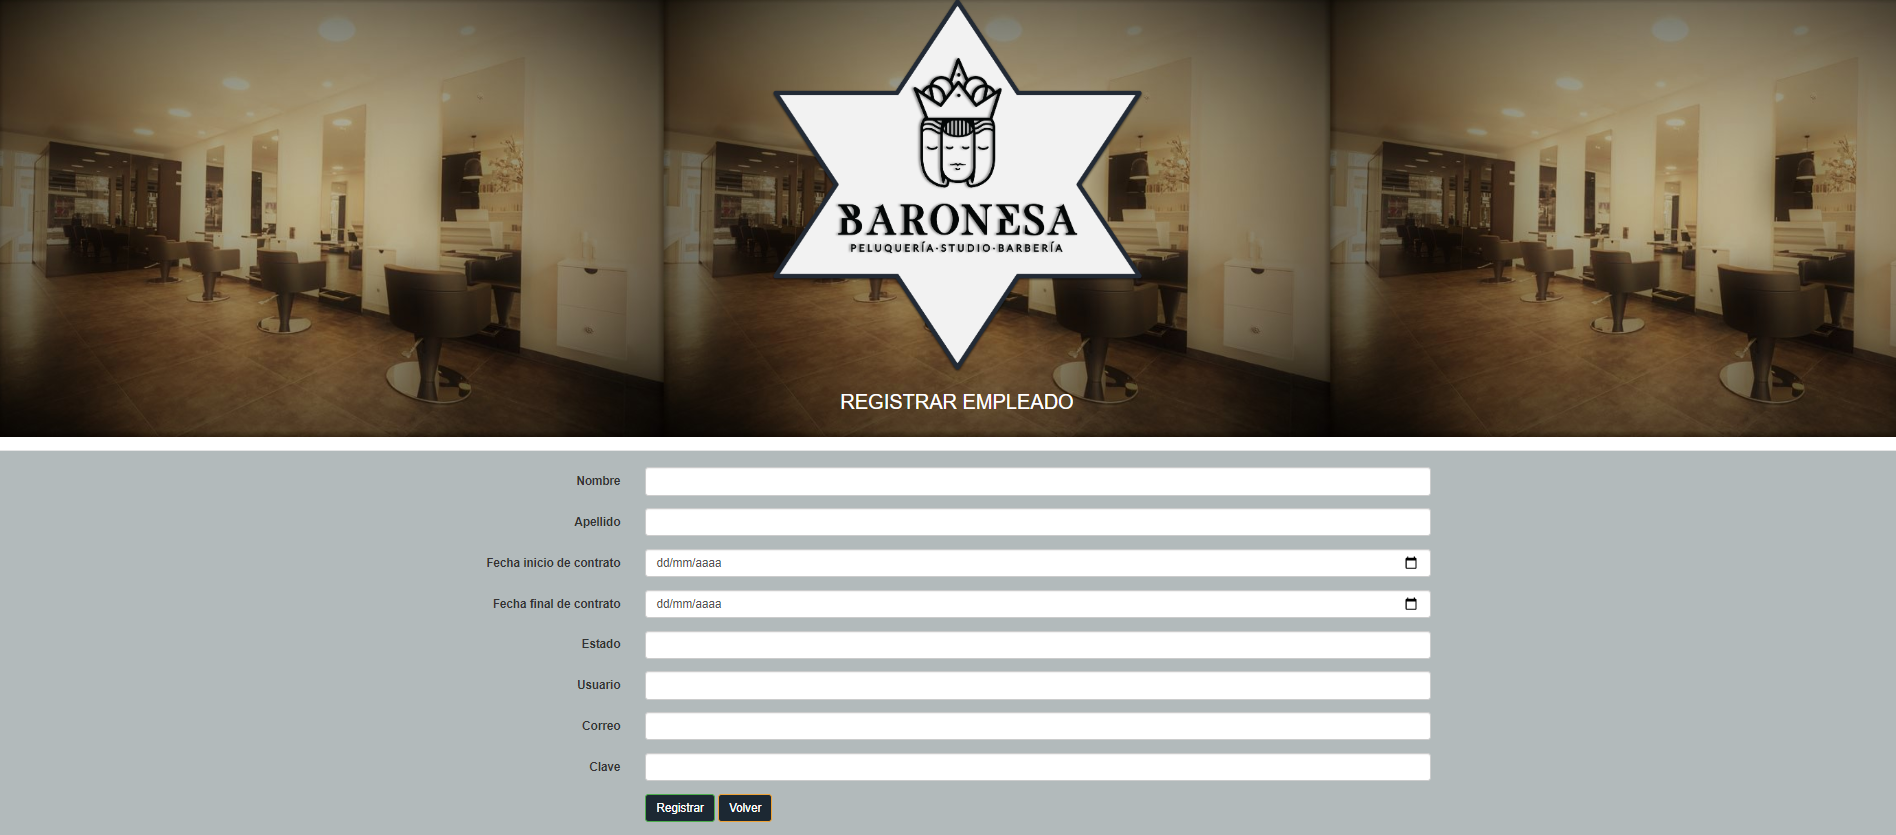 BARONESA
PELUQUERÍA·STUDIO·BARBERÍA
REGISTRAR EMPLEADO
Nombre
Apellido
Fecha inicio de contrato dd/mm/aaaa
Fecha final de contrato dd/mm/aaaa
Estado
Usuario
Correo
Clave
Registrar Volver